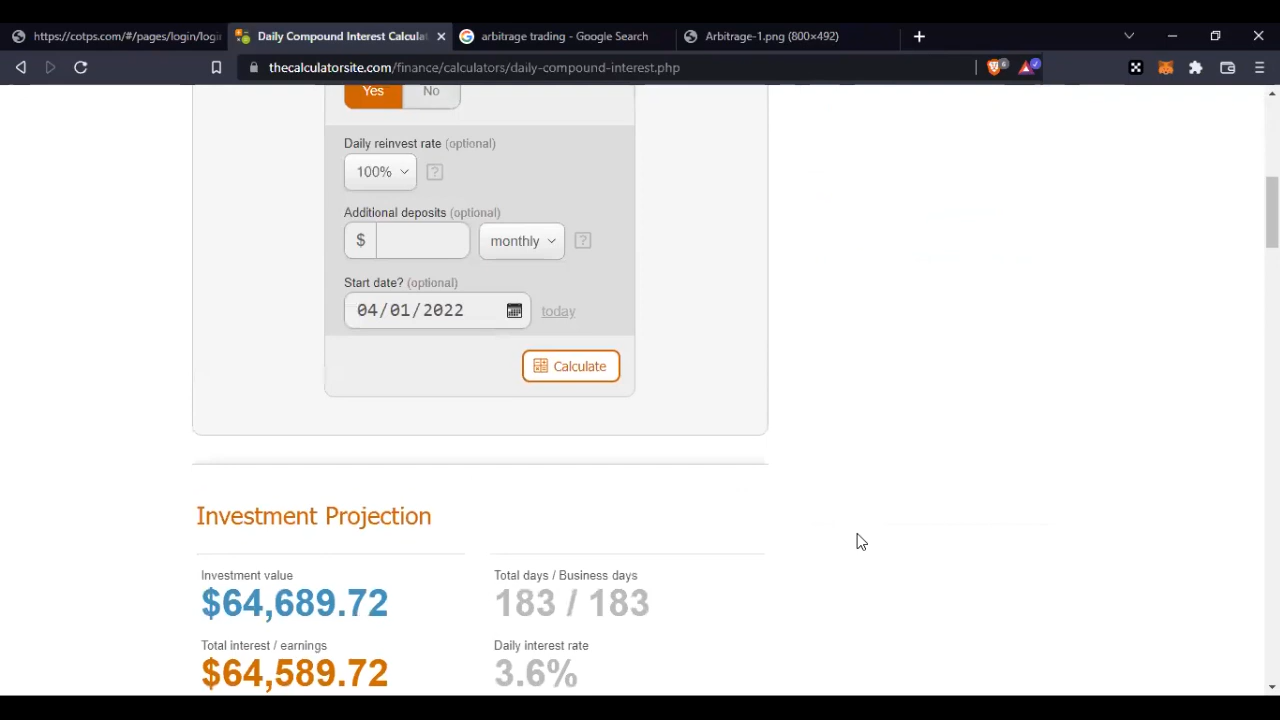 https://cotps.com/#/pages/login/logi
Daily Compound Interest Calcula
arbitrage trading - Google Search
Arbitrage-1.png (800×492)
thecalculatorsite.com/finance/calculators/daily-compound-interest.php
Yes No
Daily reinvest rate (optional)
100% ?
Additional deposits (optional)
$ monthly ?
Start date? (optional)
04/01/2022 today
Calculate
Investment Projection
Investment value
$64,689.72
Total days / Business days
183 / 183
Total interest / earnings
$64,589.72
Daily interest rate
3.6%